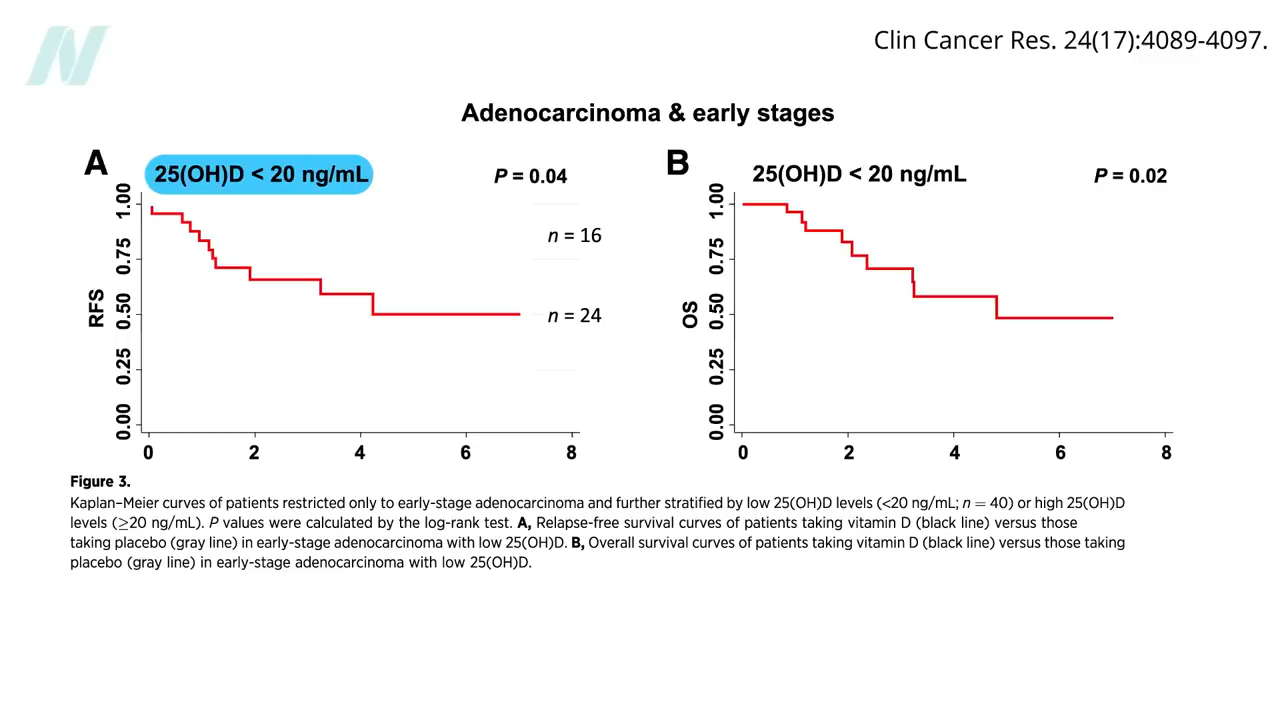 N
Clin Cancer Res. 24(17):4089-4097.
Adenocarcinoma & early stages
A
25(OH)D < 20 ng/mL
P = 0.04
1.00
0.75
0.50
0.25
0.00
RFS
n = 16
n = 24
0 2 4 6 8
B
25(OH)D < 20 ng/mL
P = 0.02
1.00
0.75
0.50
0.25
0.00
OS
0 2 4 6 8
Figure 3.
Kaplan–Meier curves of patients restricted only to early-stage adenocarcinoma and further stratified by low 25(OH)D levels (<20 ng/mL; n = 40) or high 25(OH)D
levels (≥20 ng/mL). P values were calculated by the log-rank test. A, Relapse-free survival curves of patients taking vitamin D (black line) versus those
taking placebo (gray line) in early-stage adenocarcinoma with low 25(OH)D. B, Overall survival curves of patients taking vitamin D (black line) versus those taking
placebo (gray line) in early-stage adenocarcinoma with low 25(OH)D.